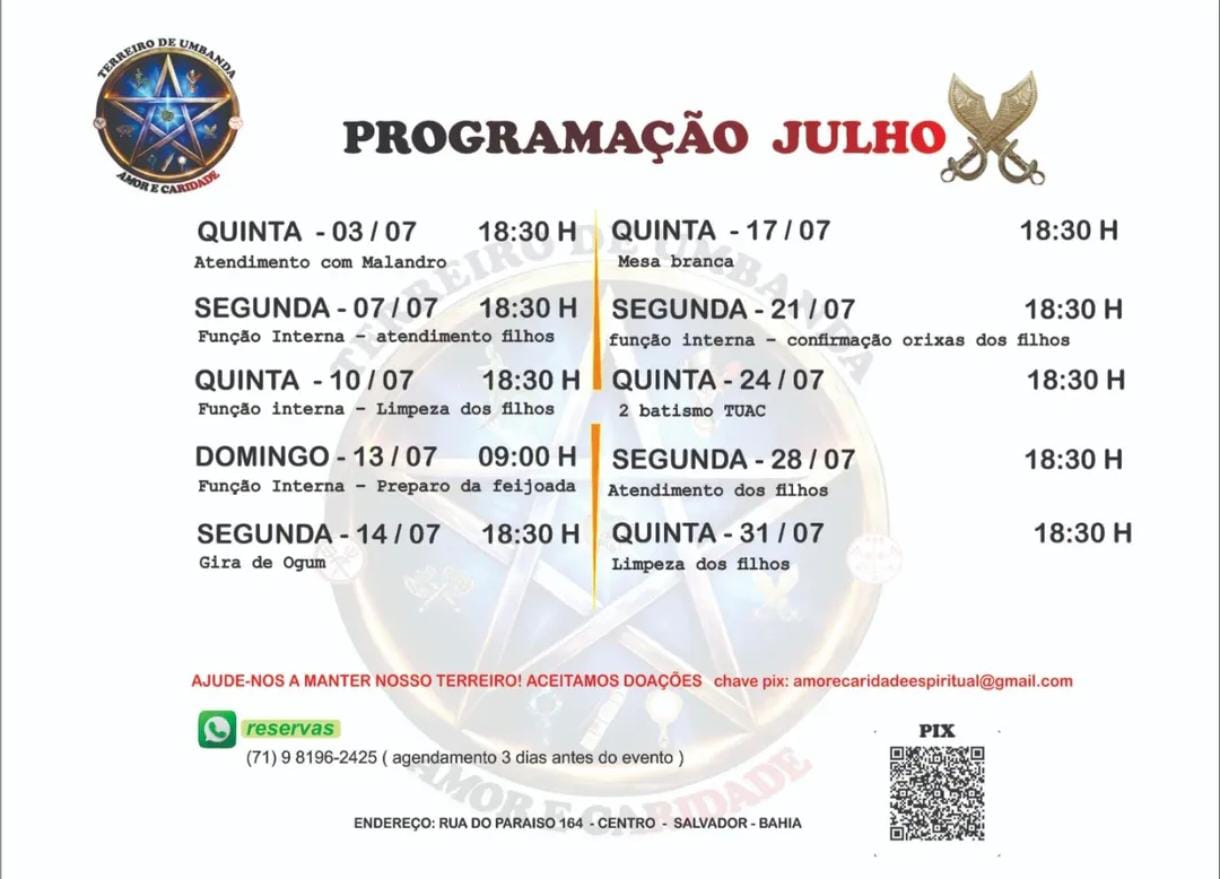 TERREIRO DE UMBANDA
AMOR E CARIDADE
PROGRAMAÇÃO JULHO
QUINTA - 03 / 07 18:30 H
Atendimento com Malandro
SEGUNDA - 07 / 07 18:30 H
Função Interna - atendimento filhos
QUINTA - 10 / 07 18:30 H
Função interna - Limpeza dos filhos
DOMINGO - 13 / 07 09:00 H
Função Interna - Preparo da feijoada
SEGUNDA - 14 / 07 18:30 H
Gira de Ogum
QUINTA - 17 / 07 18:30 H
Mesa branca
SEGUNDA - 21 / 07 18:30 H
função interna - confirmação orixas dos filhos
QUINTA - 24 / 07 18:30 H
2 batismo TUAC
SEGUNDA - 28 / 07 18:30 H
Atendimento dos filhos
QUINTA - 31 / 07 18:30 H
Limpeza dos filhos
TERREIRO DE UMBANDA
AMOR E CARIDADE
AJUDE-NOS A MANTER NOSSO TERREIRO! ACEITAMOS DOAÇÕES chave pix: amorecaridadeespiritual@gmail.com
reservas
(71) 9 8196-2425 ( agendamento 3 dias antes do evento )
PIX
ENDEREÇO: RUA DO PARAISO 164 - CENTRO - SALVADOR - BAHIA